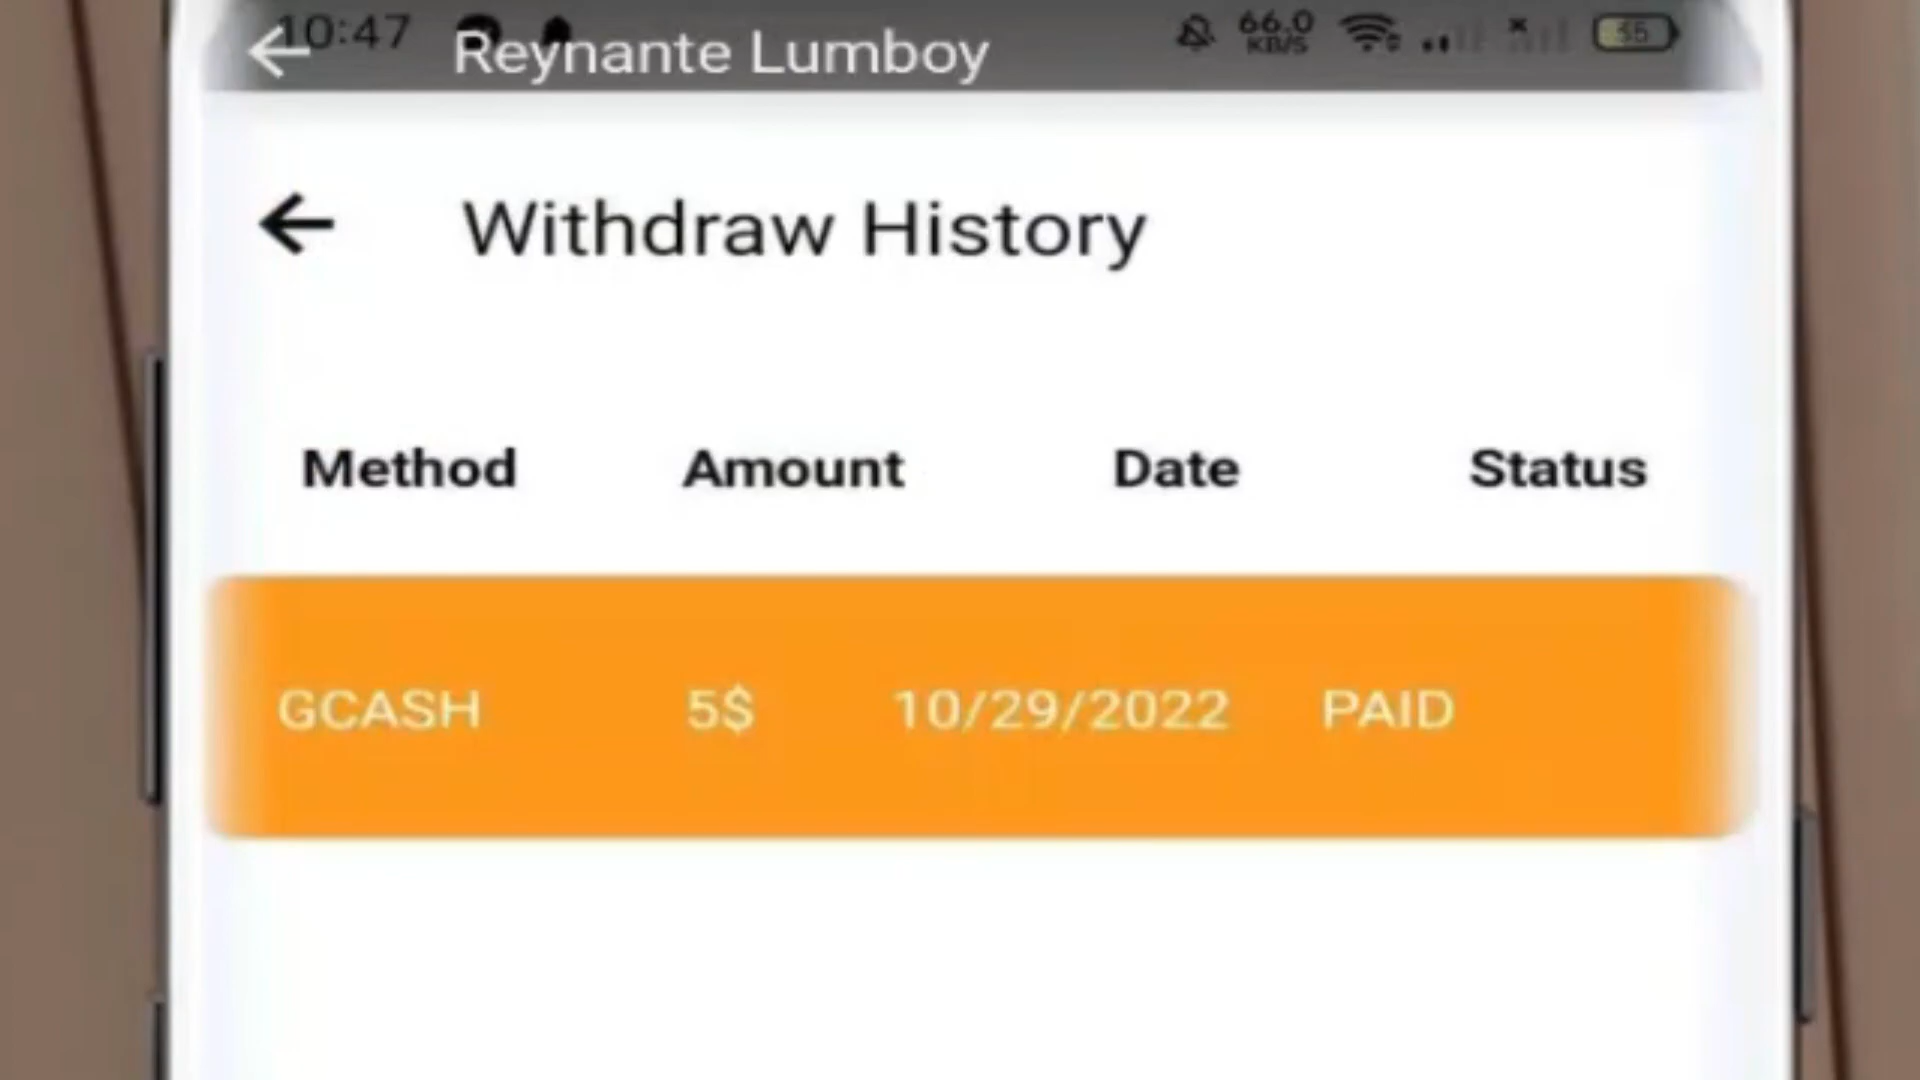 10:47 66.0 KB/S 55
Reynante Lumboy
Withdraw History
Method Amount Date Status
GCASH 5$ 10/29/2022 PAID